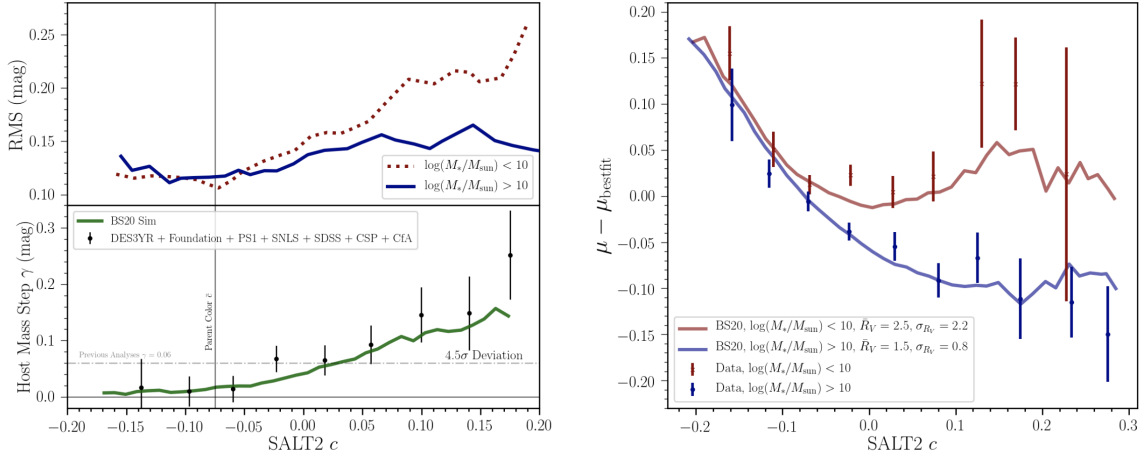 0.25
0.20
0.15
0.10
RMS (mag)
log(M*/Msun) < 10
log(M*/Msun) > 10
0.3
0.2
0.1
0.0
Host Mass Step γ (mag)
BS20 Sim
DES3YR + Foundation + PS1 + SNLS + SDSS + CSP + CfA
Parent Color c̄
Previous Analyses γ = 0.06
4.5σ Deviation
−0.20 −0.15 −0.10 −0.05 0.00 0.05 0.10 0.15 0.20
SALT2 c
0.20
0.15
0.10
0.05
0.00
−0.05
−0.10
−0.15
−0.20
μ − μbestfit
BS20, log(M*/Msun) < 10, R̄V = 2.5, σRV = 2.2
BS20, log(M*/Msun) > 10, R̄V = 1.5, σRV = 0.8
Data, log(M*/Msun) < 10
Data, log(M*/Msun) > 10
−0.2 −0.1 0.0 0.1 0.2 0.3
SALT2 c